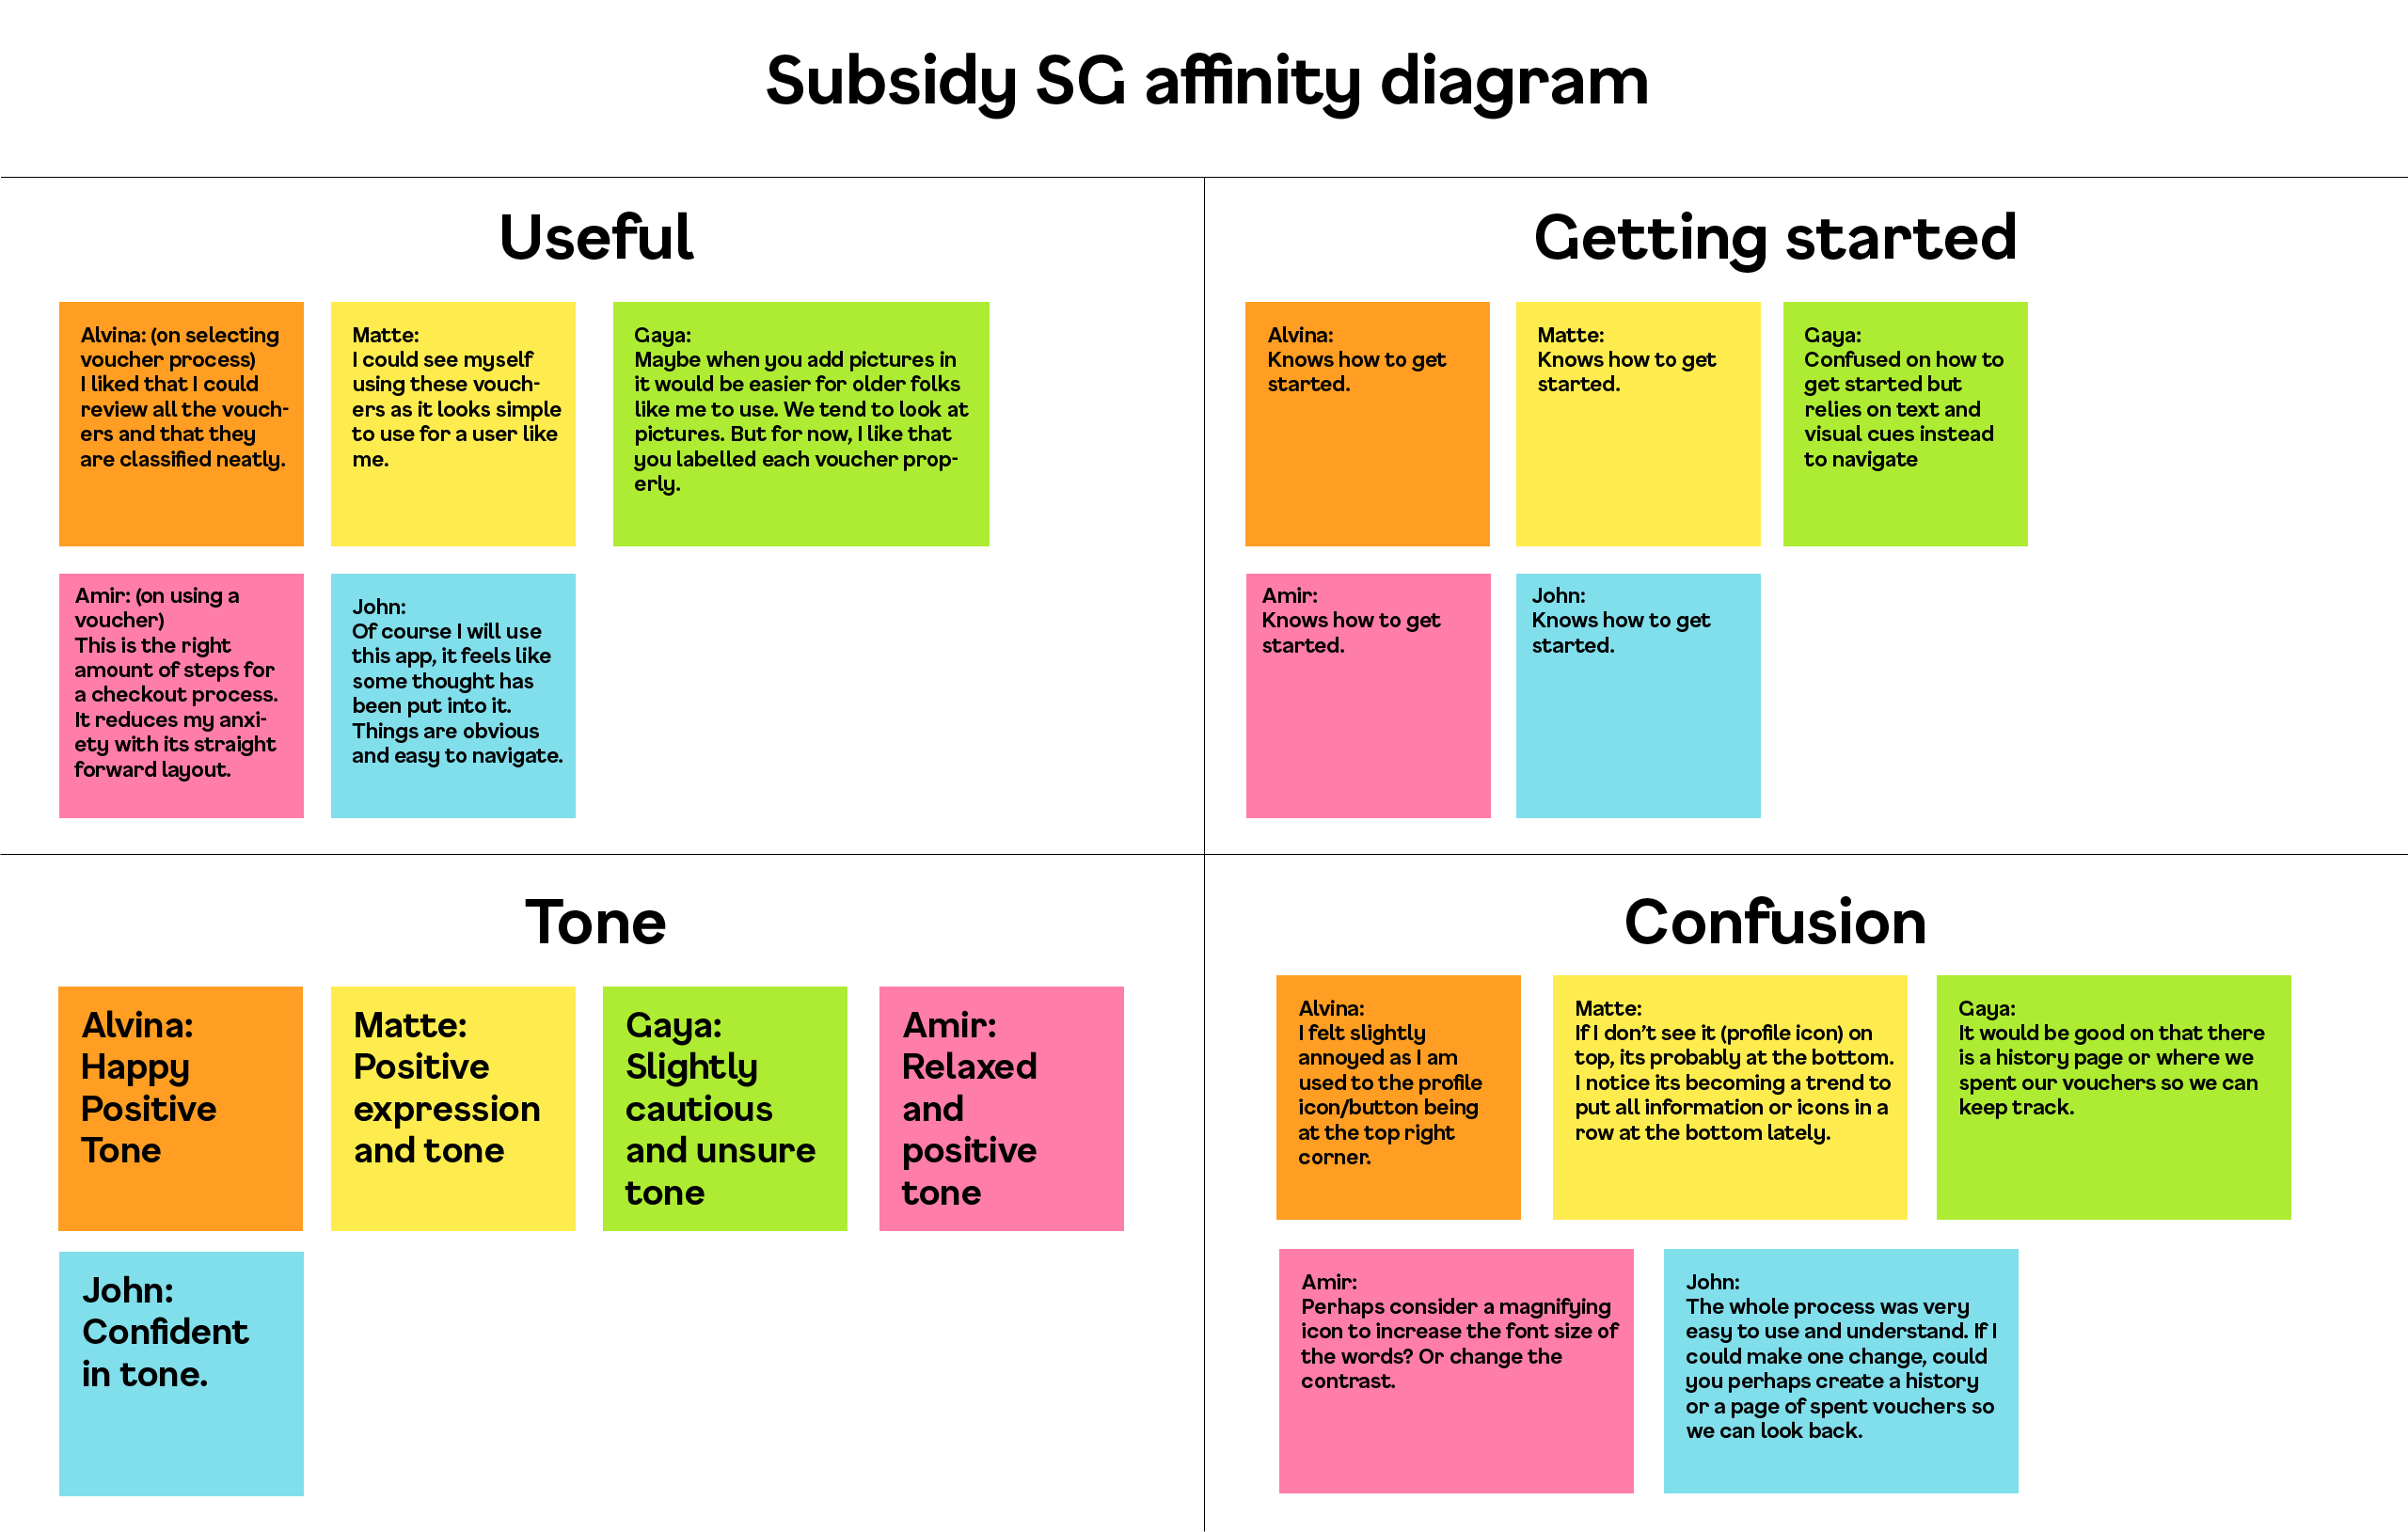 Subsidy SG affinity diagram
Useful
Alvina: (on selecting
voucher process)
I liked that I could
review all the vouch-
ers and that they
are classified neatly.
Matte:
I could see myself
using these vouch-
ers as it looks simple
to use for a user like
me.
Gaya:
Maybe when you add pictures in
it would be easier for older folks
like me to use. We tend to look at
pictures. But for now, I like that
you labelled each voucher prop-
erly.
Amir: (on using a
voucher)
This is the right
amount of steps for
a checkout process.
It reduces my anxi-
ety with its straight
forward layout.
John:
Of course I will use
this app, it feels like
some thought has
been put into it.
Things are obvious
and easy to navigate.
Getting started
Alvina:
Knows how to get
started.
Matte:
Knows how to get
started.
Gaya:
Confused on how to
get started but
relies on text and
visual cues instead
to navigate
Amir:
Knows how to get
started.
John:
Knows how to get
started.
Tone
Alvina:
Happy
Positive
Tone
Matte:
Positive
expression
and tone
Gaya:
Slightly
cautious
and unsure
tone
Amir:
Relaxed
and
positive
tone
John:
Confident
in tone.
Confusion
Alvina:
I felt slightly
annoyed as I am
used to the profile
icon/button being
at the top right
corner.
Matte:
If I don’t see it (profile icon) on
top, its probably at the bottom.
I notice its becoming a trend to
put all information or icons in a
row at the bottom lately.
Gaya:
It would be good on that there
is a history page or where we
spent our vouchers so we can
keep track.
Amir:
Perhaps consider a magnifying
icon to increase the font size of
the words? Or change the
contrast.
John:
The whole process was very
easy to use and understand. If I
could make one change, could
you perhaps create a history
or a page of spent vouchers so
we can look back.